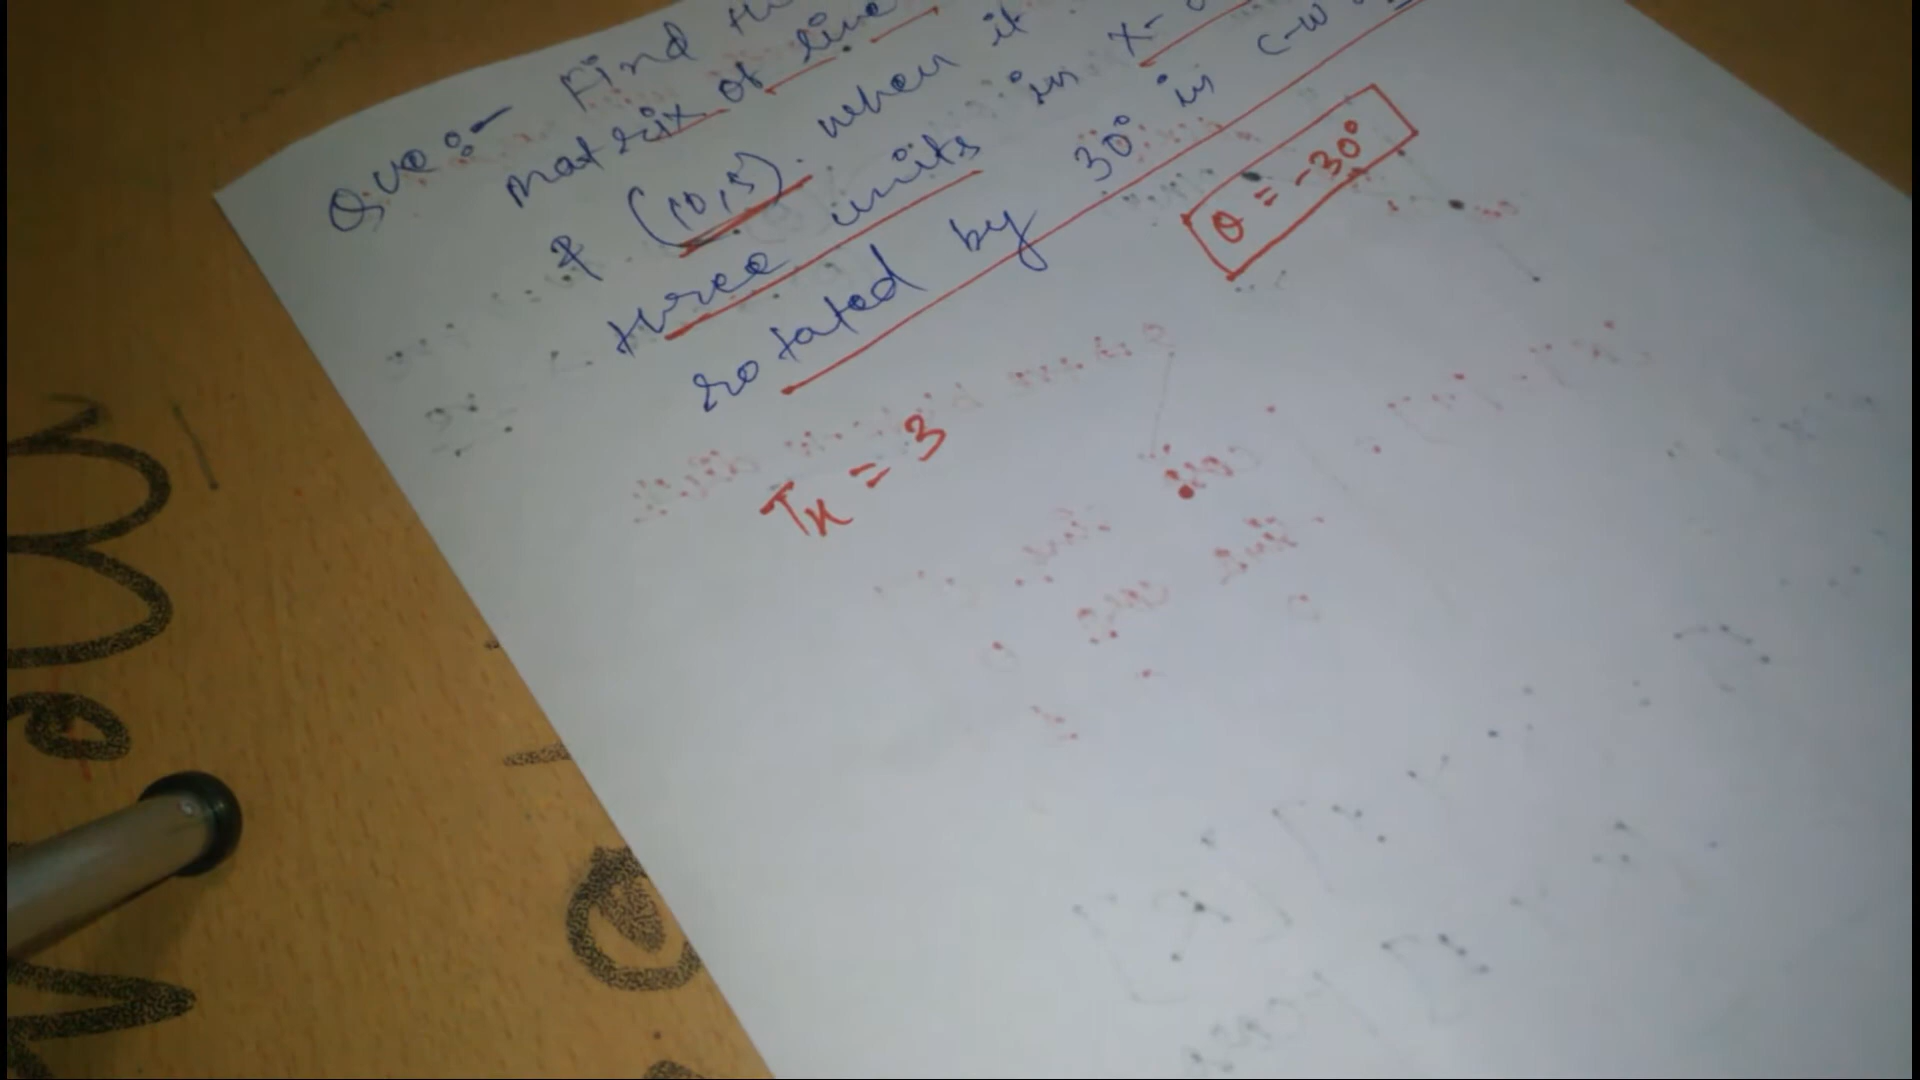 Que:- Find the
matrix of line
& (10,5). when it
three units in X-
rotated by 30° in C-W
θ = -30°
Tx = 3